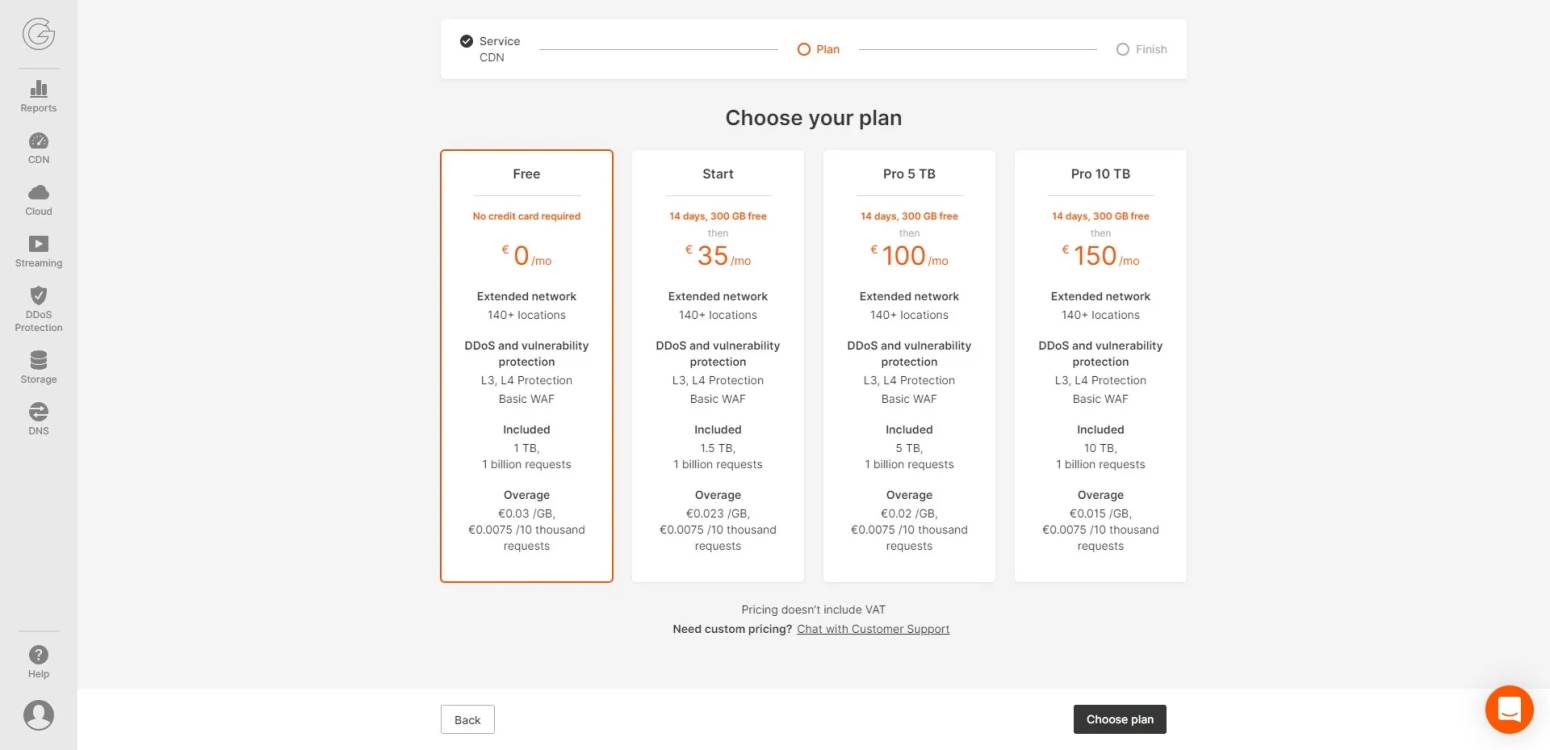 Reports
CDN
Cloud
Streaming
DDoS
Protection
Storage
DNS
Help
Service
CDN
Plan
Finish
Choose your plan
Free
No credit card required
€ 0 /mo
Extended network
140+ locations
DDoS and vulnerability
protection
L3, L4 Protection
Basic WAF
Included
1 TB,
1 billion requests
Overage
€0.03 /GB,
€0.0075 /10 thousand
requests
Start
14 days, 300 GB free
then
€ 35 /mo
Extended network
140+ locations
DDoS and vulnerability
protection
L3, L4 Protection
Basic WAF
Included
1.5 TB,
1 billion requests
Overage
€0.023 /GB,
€0.0075 /10 thousand
requests
Pro 5 TB
14 days, 300 GB free
then
€ 100 /mo
Extended network
140+ locations
DDoS and vulnerability
protection
L3, L4 Protection
Basic WAF
Included
5 TB,
1 billion requests
Overage
€0.02 /GB,
€0.0075 /10 thousand
requests
Pro 10 TB
14 days, 300 GB free
then
€ 150 /mo
Extended network
140+ locations
DDoS and vulnerability
protection
L3, L4 Protection
Basic WAF
Included
10 TB,
1 billion requests
Overage
€0.015 /GB,
€0.0075 /10 thousand
requests
Pricing doesn't include VAT
Need custom pricing? Chat with Customer Support
Back
Choose plan